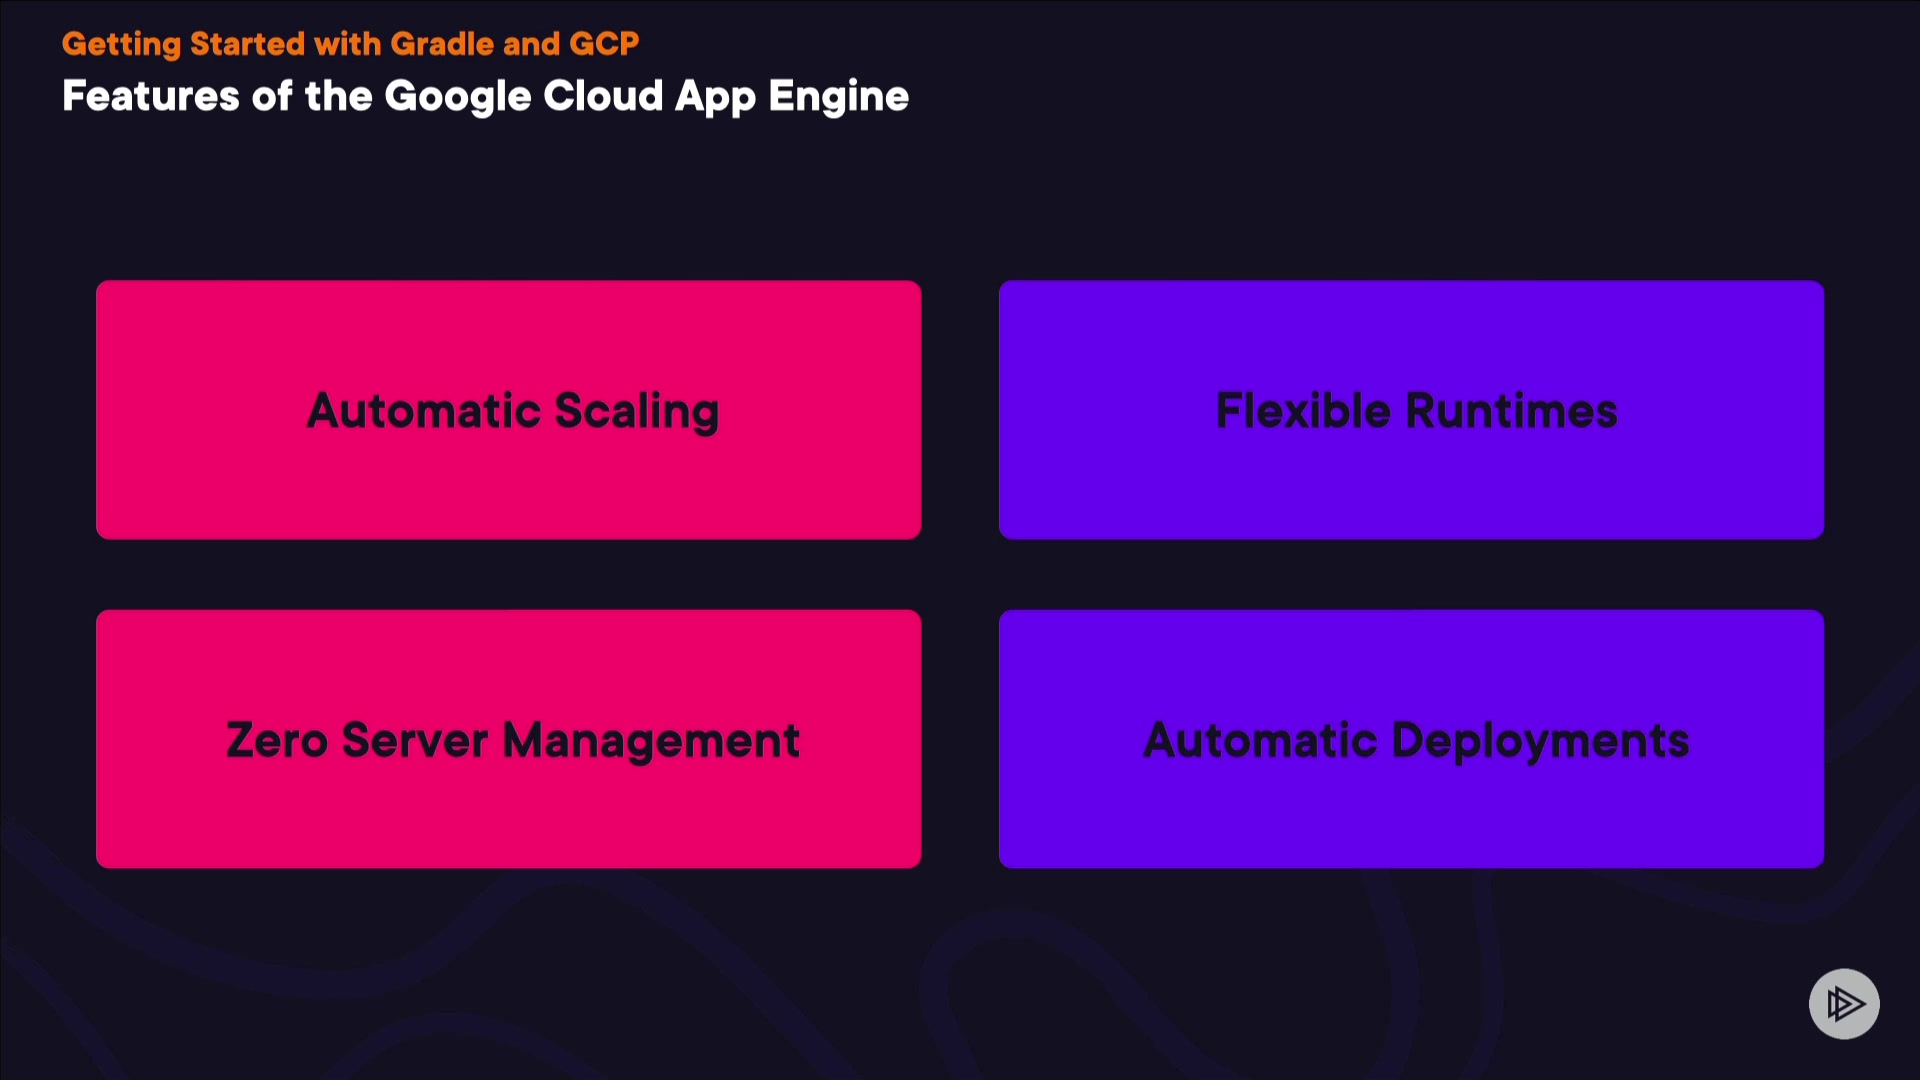 Getting Started with Gradle and GCP
Features of the Google Cloud App Engine
Automatic Scaling
Flexible Runtimes
Zero Server Management
Automatic Deployments